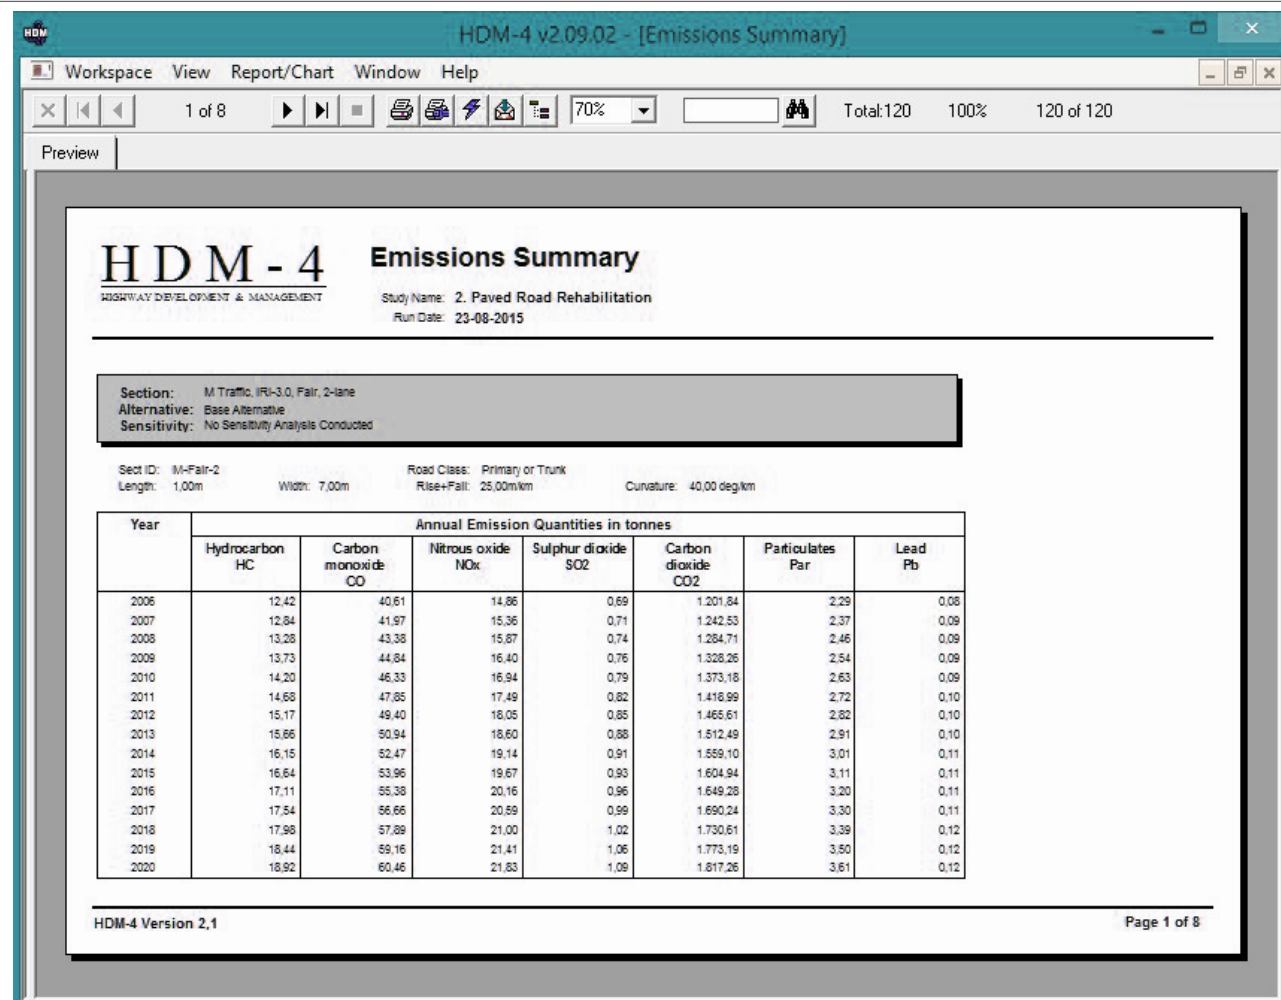 HDM
HDM-4 v2.09.02 - [Emissions Summary]
Workspace View Report/Chart Window Help
1 of 8 70% Total:120 100% 120 of 120
Preview
HDM-4 Emissions Summary
HIGHWAY DEVELOPMENT & MANAGEMENT
Study Name: 2. Paved Road Rehabilitation
Run Date: 23-08-2015
Section: M Traffic, IRI-3.0, Fair, 2-lane
Alternative: Base Alternative
Sensitivity: No Sensitivity Analysis Conducted
Sect ID: M-Fair-2 Road Class: Primary or Trunk
Length: 1,00m Width: 7,00m Rise+Fall: 25,00m/km Curvature: 40,00 deg/km
Year Annual Emission Quantities in tonnes
Hydrocarbon Carbon Nitrous oxide Sulphur dioxide Carbon Particulates Lead
HC monoxide NOx SO2 dioxide Par Pb
CO CO2
2006 12,42 40,61 14,86 0,69 1.201,84 2,29 0,08
2007 12,84 41,97 15,36 0,71 1.242,53 2,37 0,09
2008 13,28 43,38 15,87 0,74 1.284,71 2,46 0,09
2009 13,73 44,84 16,40 0,76 1.328,26 2,54 0,09
2010 14,20 46,33 16,94 0,79 1.373,18 2,63 0,09
2011 14,68 47,85 17,49 0,82 1.418,99 2,72 0,10
2012 15,17 49,40 18,05 0,85 1.465,61 2,82 0,10
2013 15,66 50,94 18,60 0,88 1.512,49 2,91 0,10
2014 16,15 52,47 19,14 0,91 1.559,10 3,01 0,11
2015 16,64 53,96 19,67 0,93 1.604,94 3,11 0,11
2016 17,11 55,38 20,16 0,96 1.649,28 3,20 0,11
2017 17,54 56,66 20,59 0,99 1.690,24 3,30 0,11
2018 17,98 57,89 21,00 1,02 1.730,61 3,39 0,12
2019 18,44 59,16 21,41 1,06 1.773,19 3,50 0,12
2020 18,92 60,46 21,83 1,09 1.817,26 3,61 0,12
HDM-4 Version 2,1 Page 1 of 8